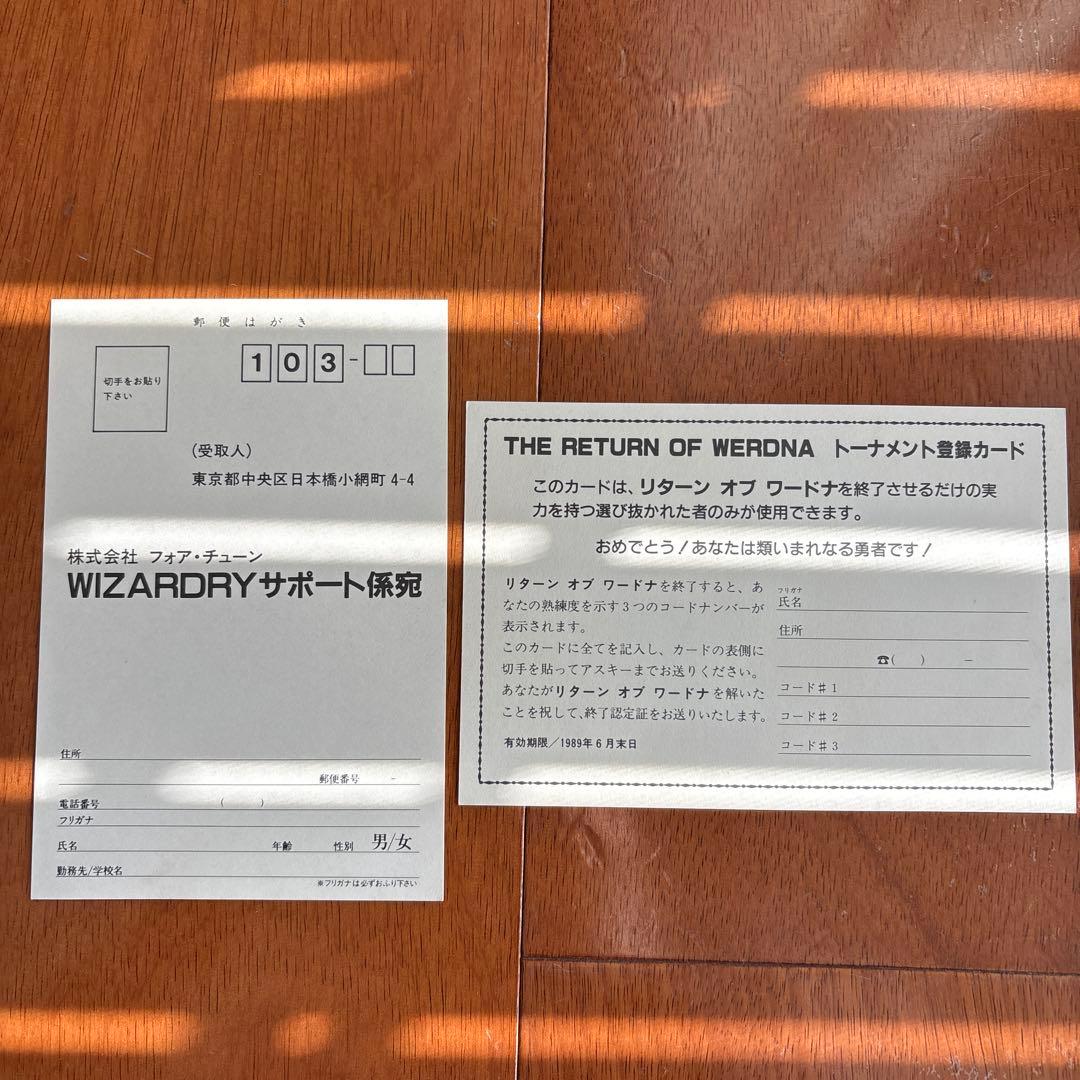 郵便はがき
切手をお貼り
下さい
103-
(受取人)
東京都中央区日本橋小網町 4-4
株式会社 フォア・チューン
WIZARDRYサポート係宛
住所
郵便番号 -
電話番号 ( )
フリガナ
氏名 年齢 性別 男/女
勤務先/学校名
※フリガナは必ずおふり下さい
THE RETURN OF WERDNA トーナメント登録カード
このカードは、リターン オブ ワードナを終了させるだけの実
力を持つ選び抜かれた者のみが使用できます。
おめでとう!あなたは類いまれなる勇者です!
リターン オブ ワードナを終了すると、あ
なたの熟練度を示す3つのコードナンバーが
表示されます。
このカードに全てを記入し、カードの表側に
切手を貼ってアスキーまでお送りください。
あなたがリターン オブ ワードナを解いた
ことを祝して、終了認定証をお送りいたします。
有効期限/1989年6月末日
フリガナ
氏名
住所
☎( ) -
コード#1
コード#2
コード#3